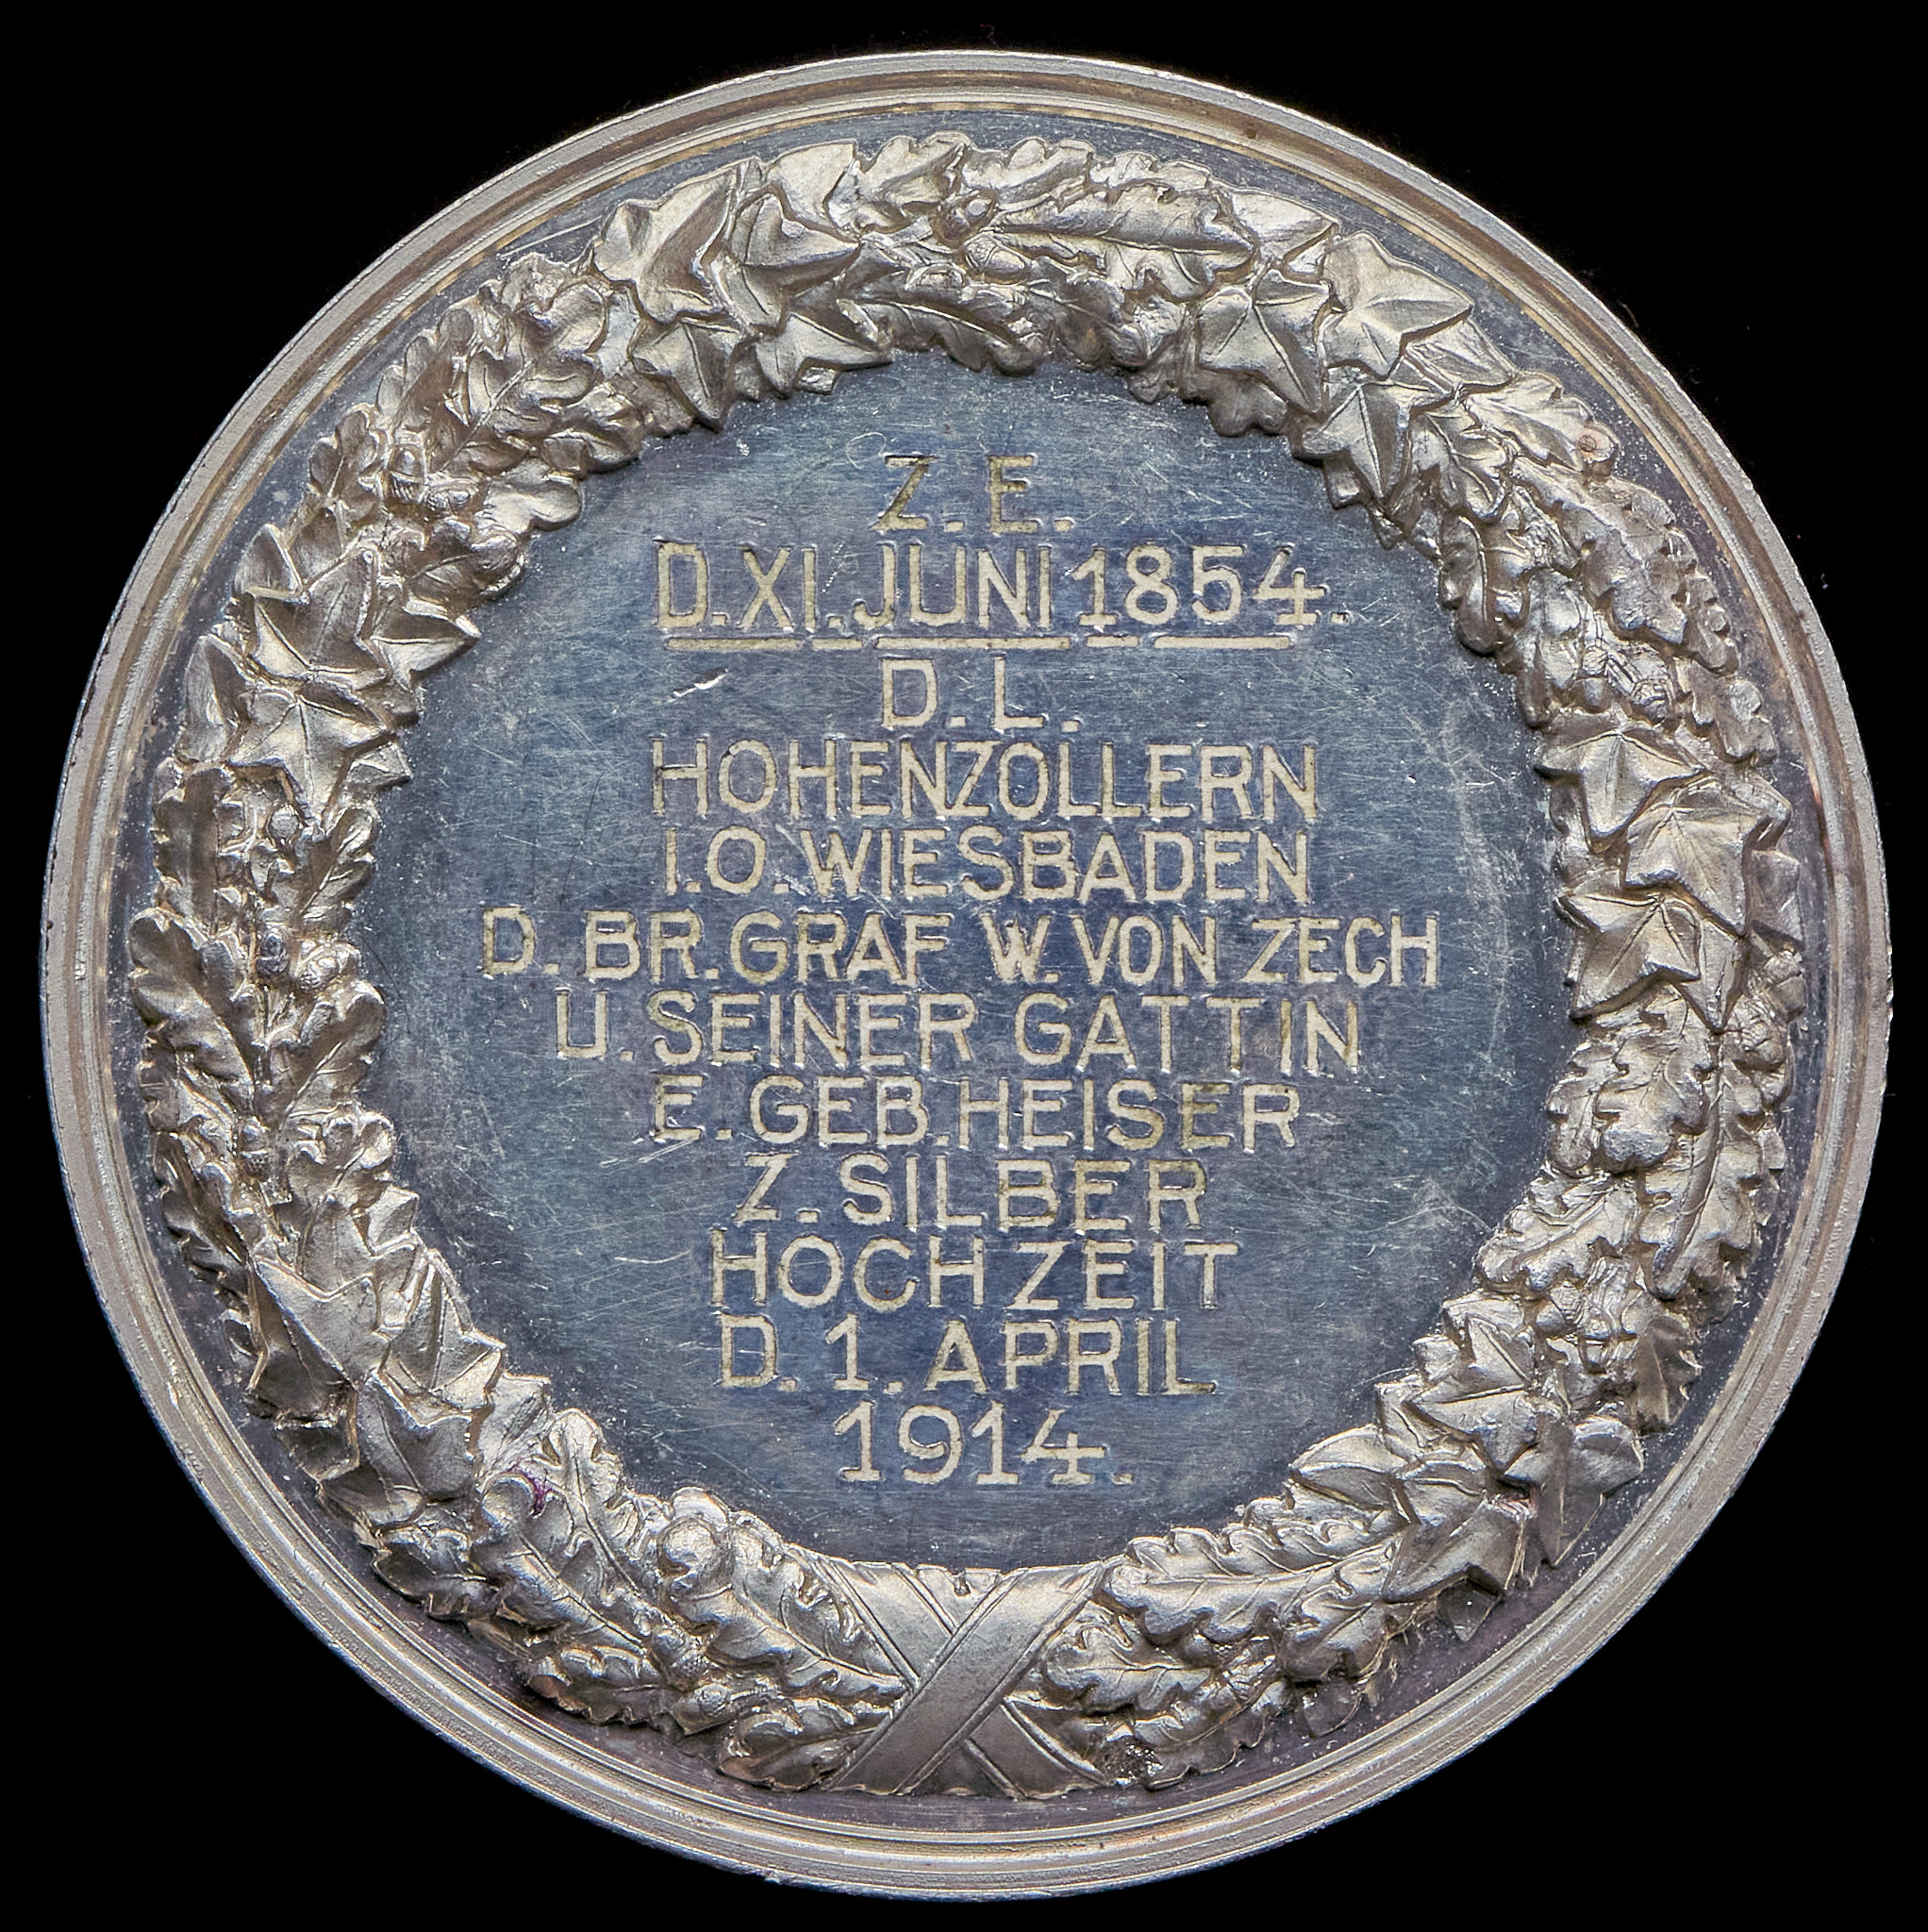 Z. E.
D. XI. JUNI 1854.
D. L.
HOHENZOLLERN
I. O. WIESBADEN
D. BR. GRAF W. VON ZECH
U. SEINER GATTIN
E. GEB. HEISER
Z. SILBER
HOCHZEIT
D. 1. APRIL
1914.